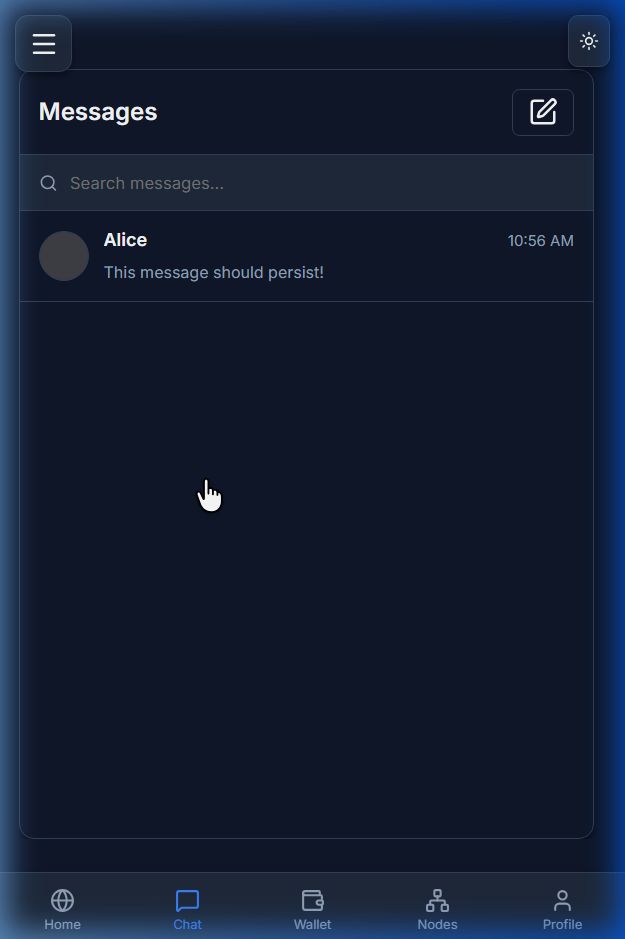 Messages
Search messages...
Alice
10:56 AM
This message should persist!
Home
Chat
Wallet
Nodes
Profile